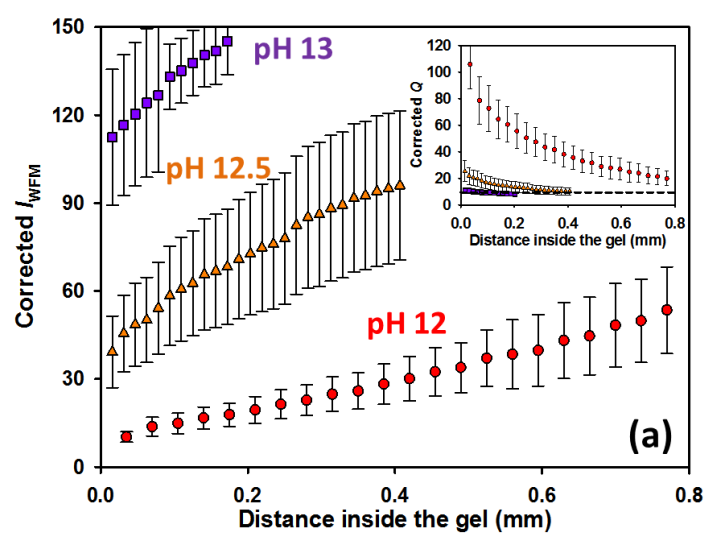 150
120
90
60
30
0
Corrected I_WFM
0.0
0.2
0.4
0.6
0.8
Distance inside the gel (mm)
pH 13
pH 12.5
pH 12
(a)
120
100
80
60
40
20
0
Corrected Q
0.0
0.2
0.4
0.6
0.8
Distance inside the gel (mm)